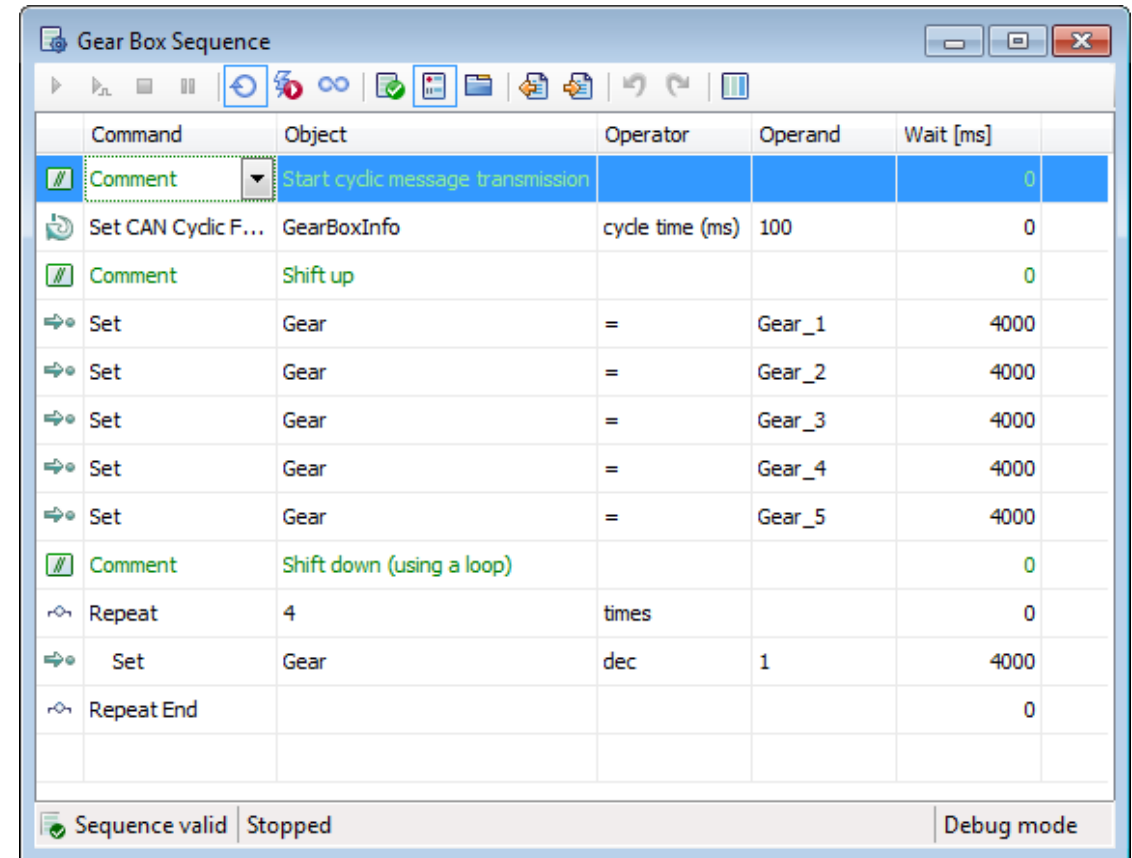 Gear Box Sequence
Command Object Operator Operand Wait [ms]
Comment Start cyclic message transmission 0
Set CAN Cyclic F... GearBoxInfo cycle time (ms) 100 0
Comment Shift up 0
Set Gear = Gear_1 4000
Set Gear = Gear_2 4000
Set Gear = Gear_3 4000
Set Gear = Gear_4 4000
Set Gear = Gear_5 4000
Comment Shift down (using a loop) 0
Repeat 4 times 0
Set Gear dec 1 4000
Repeat End 0
Sequence valid Stopped Debug mode